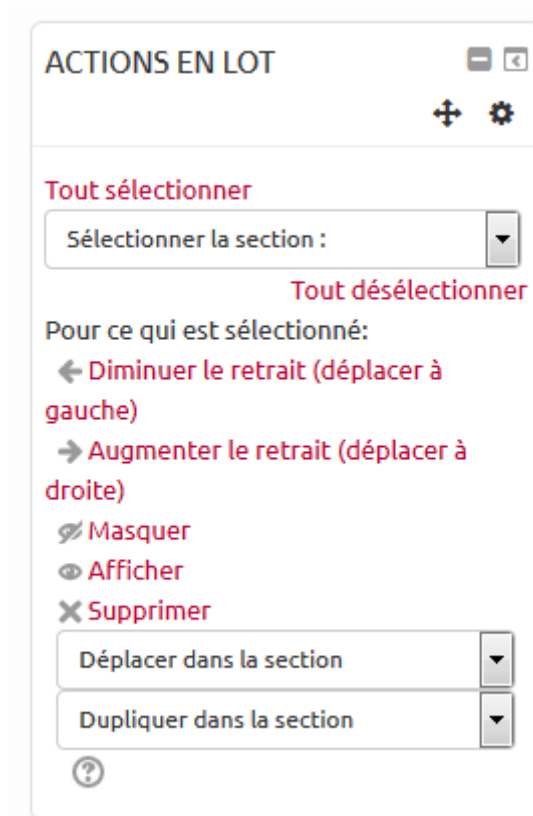 ACTIONS EN LOT
Tout sélectionner
Sélectionner la section :
Tout désélectionner
Pour ce qui est sélectionné:
Diminuer le retrait (déplacer à
gauche)
Augmenter le retrait (déplacer à
droite)
Masquer
Afficher
Supprimer
Déplacer dans la section
Dupliquer dans la section
?